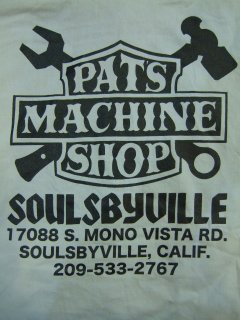 PATS
MACHINE
SHOP
SOULSBYVILLE
17088 S. MONO VISTA RD.
SOULSBYVILLE, CALIF.
209-533-2767